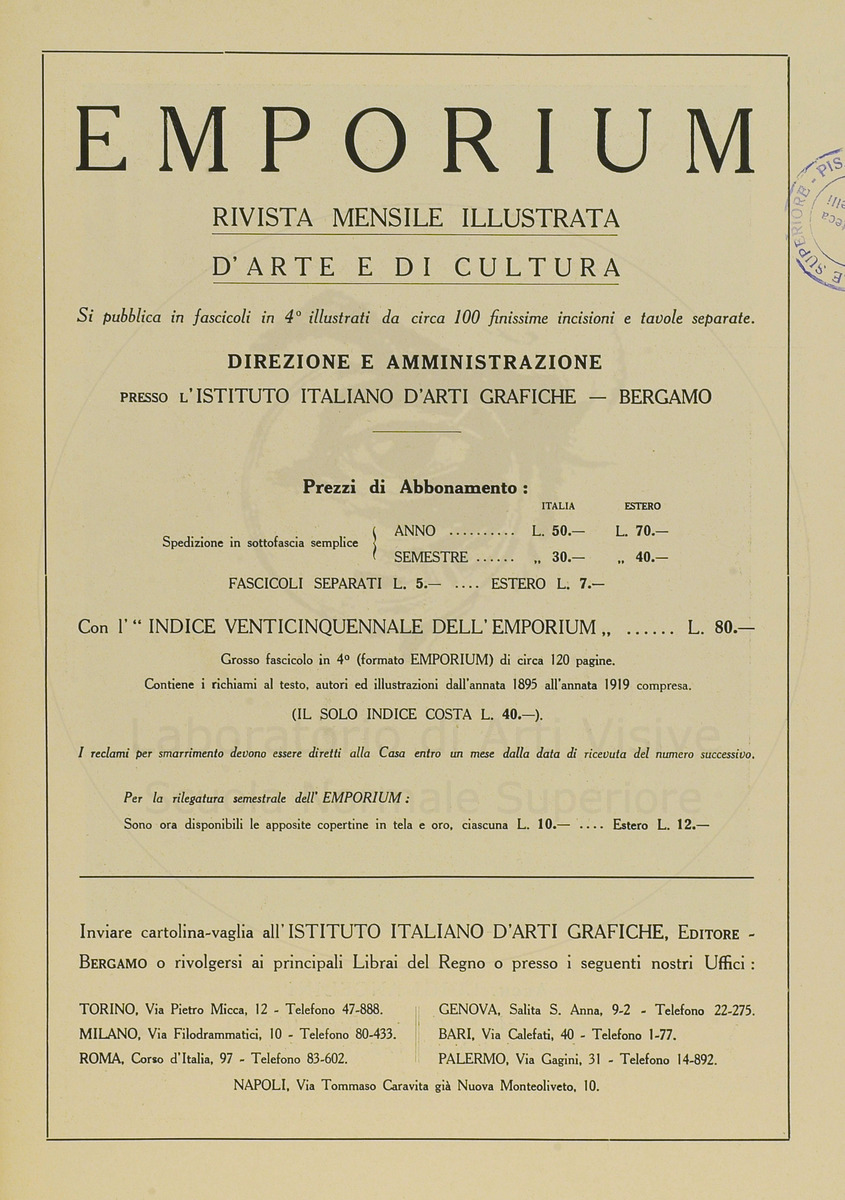 EMPORIUM
RIVISTA MENSILE ILLUSTRATA
D'ARTE E DI CULTURA
Si pubblica in fascicoli in 4° illustrati da circa 100 finissime incisioni e tavole separate.
DIREZIONE E AMMINISTRAZIONE
PRESSO L'ISTITUTO ITALIANO D'ARTI GRAFICHE — BERGAMO
Prezzi di Abbonamento :
ITALIA ESTERO
ANNO .......... L. 50.— L. 70.—
Spedizione in sottofascia semplice
SEMESTRE ...... „ 30.— „ 40.—
FASCICOLI SEPARATI L. 5.— .... ESTERO L. 7.—
Con l' “ INDICE VENTICINQUENNALE DELL' EMPORIUM „ ...... L. 80.—
Grosso fascicolo in 4° (formato EMPORIUM) di circa 120 pagine.
Contiene i richiami al testo, autori ed illustrazioni dall'annata 1895 all'annata 1919 compresa.
(IL SOLO INDICE COSTA L. 40.—).
Laboratorio di Arti Visive
I reclami per smarrimento devono essere diretti alla Casa entro un mese dalla data di ricevuta del numero successivo.
Scuola Normale Superiore
Per la rilegatura semestrale dell' EMPORIUM :
Sono ora disponibili le apposite copertine in tela e oro, ciascuna L. 10.— .... Estero L. 12.—
Inviare cartolina-vaglia all' ISTITUTO ITALIANO D'ARTI GRAFICHE, EDITORE -
BERGAMO o rivolgersi ai principali Librai del Regno o presso i seguenti nostri Uffici :
TORINO, Via Pietro Micca, 12 - Telefono 47-888.
MILANO, Via Filodrammatici, 10 - Telefono 80-433.
ROMA, Corso d'Italia, 97 - Telefono 83-602.
GENOVA, Salita S. Anna, 9-2 - Telefono 22-275.
BARI, Via Calefati, 40 - Telefono 1-77.
PALERMO, Via Gagini, 31 - Telefono 14-892.
NAPOLI, Via Tommaso Caravita già Nuova Monteoliveto, 10.
SUPERIORE - PIS